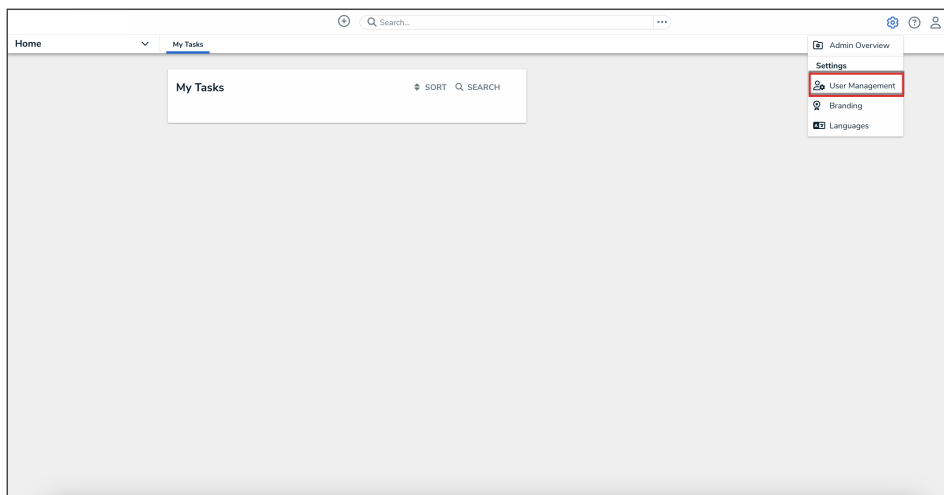 Search...
Home
My Tasks
Admin Overview
Settings
User Management
Branding
Languages
My Tasks
SORT
SEARCH